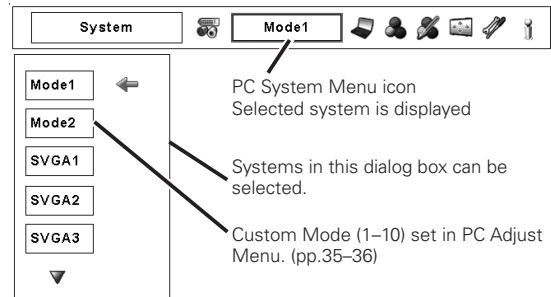 System
Mode1
Mode1
Mode2
SVGA1
SVGA2
SVGA3
PC System Menu icon
Selected system is displayed
Systems in this dialog box can be
selected.
Custom Mode (1–10) set in PC Adjust
Menu. (pp.35–36)